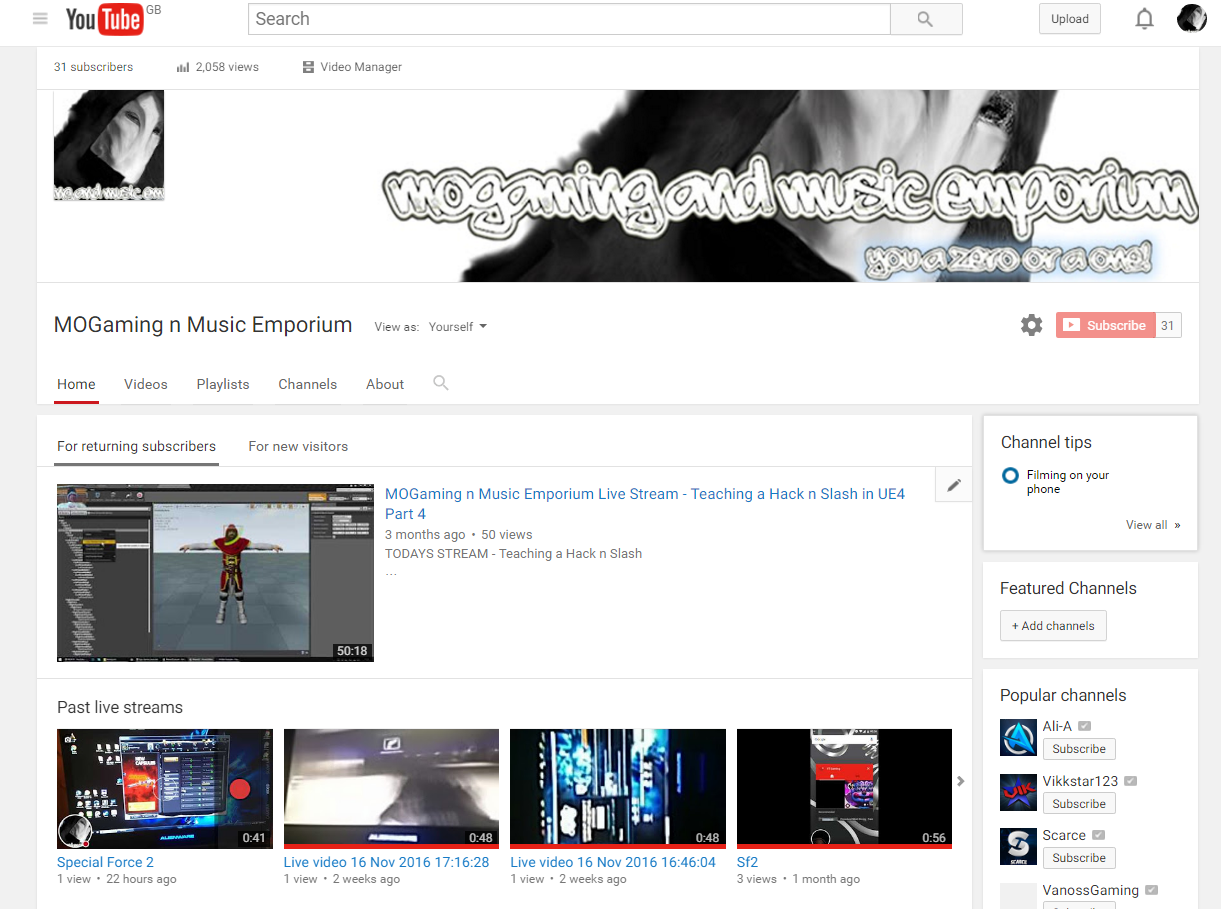 YouTube GB
Search
Upload
31 subscribers
2,058 views
Video Manager
mogaming and music emporium
you a zero or a one!
MOGaming n Music Emporium
View as: Yourself
Subscribe 31
Home Videos Playlists Channels About
For returning subscribers For new visitors
MOGaming n Music Emporium Live Stream - Teaching a Hack n Slash in UE4
Part 4
3 months ago • 50 views
TODAYS STREAM - Teaching a Hack n Slash
...
50:18
Past live streams
ALIENWARE
0:41
Special Force 2
1 view • 22 hours ago
0:48
Live video 16 Nov 2016 17:16:28
1 view • 2 weeks ago
0:48
Live video 16 Nov 2016 16:46:04
1 view • 2 weeks ago
0:56
Sf2
3 views • 1 month ago
Channel tips
Filming on your
phone
View all »
Featured Channels
+ Add channels
Popular channels
Ali-A
Subscribe
Vikkstar123
Subscribe
SCARCE
Scarce
Subscribe
VanossGaming